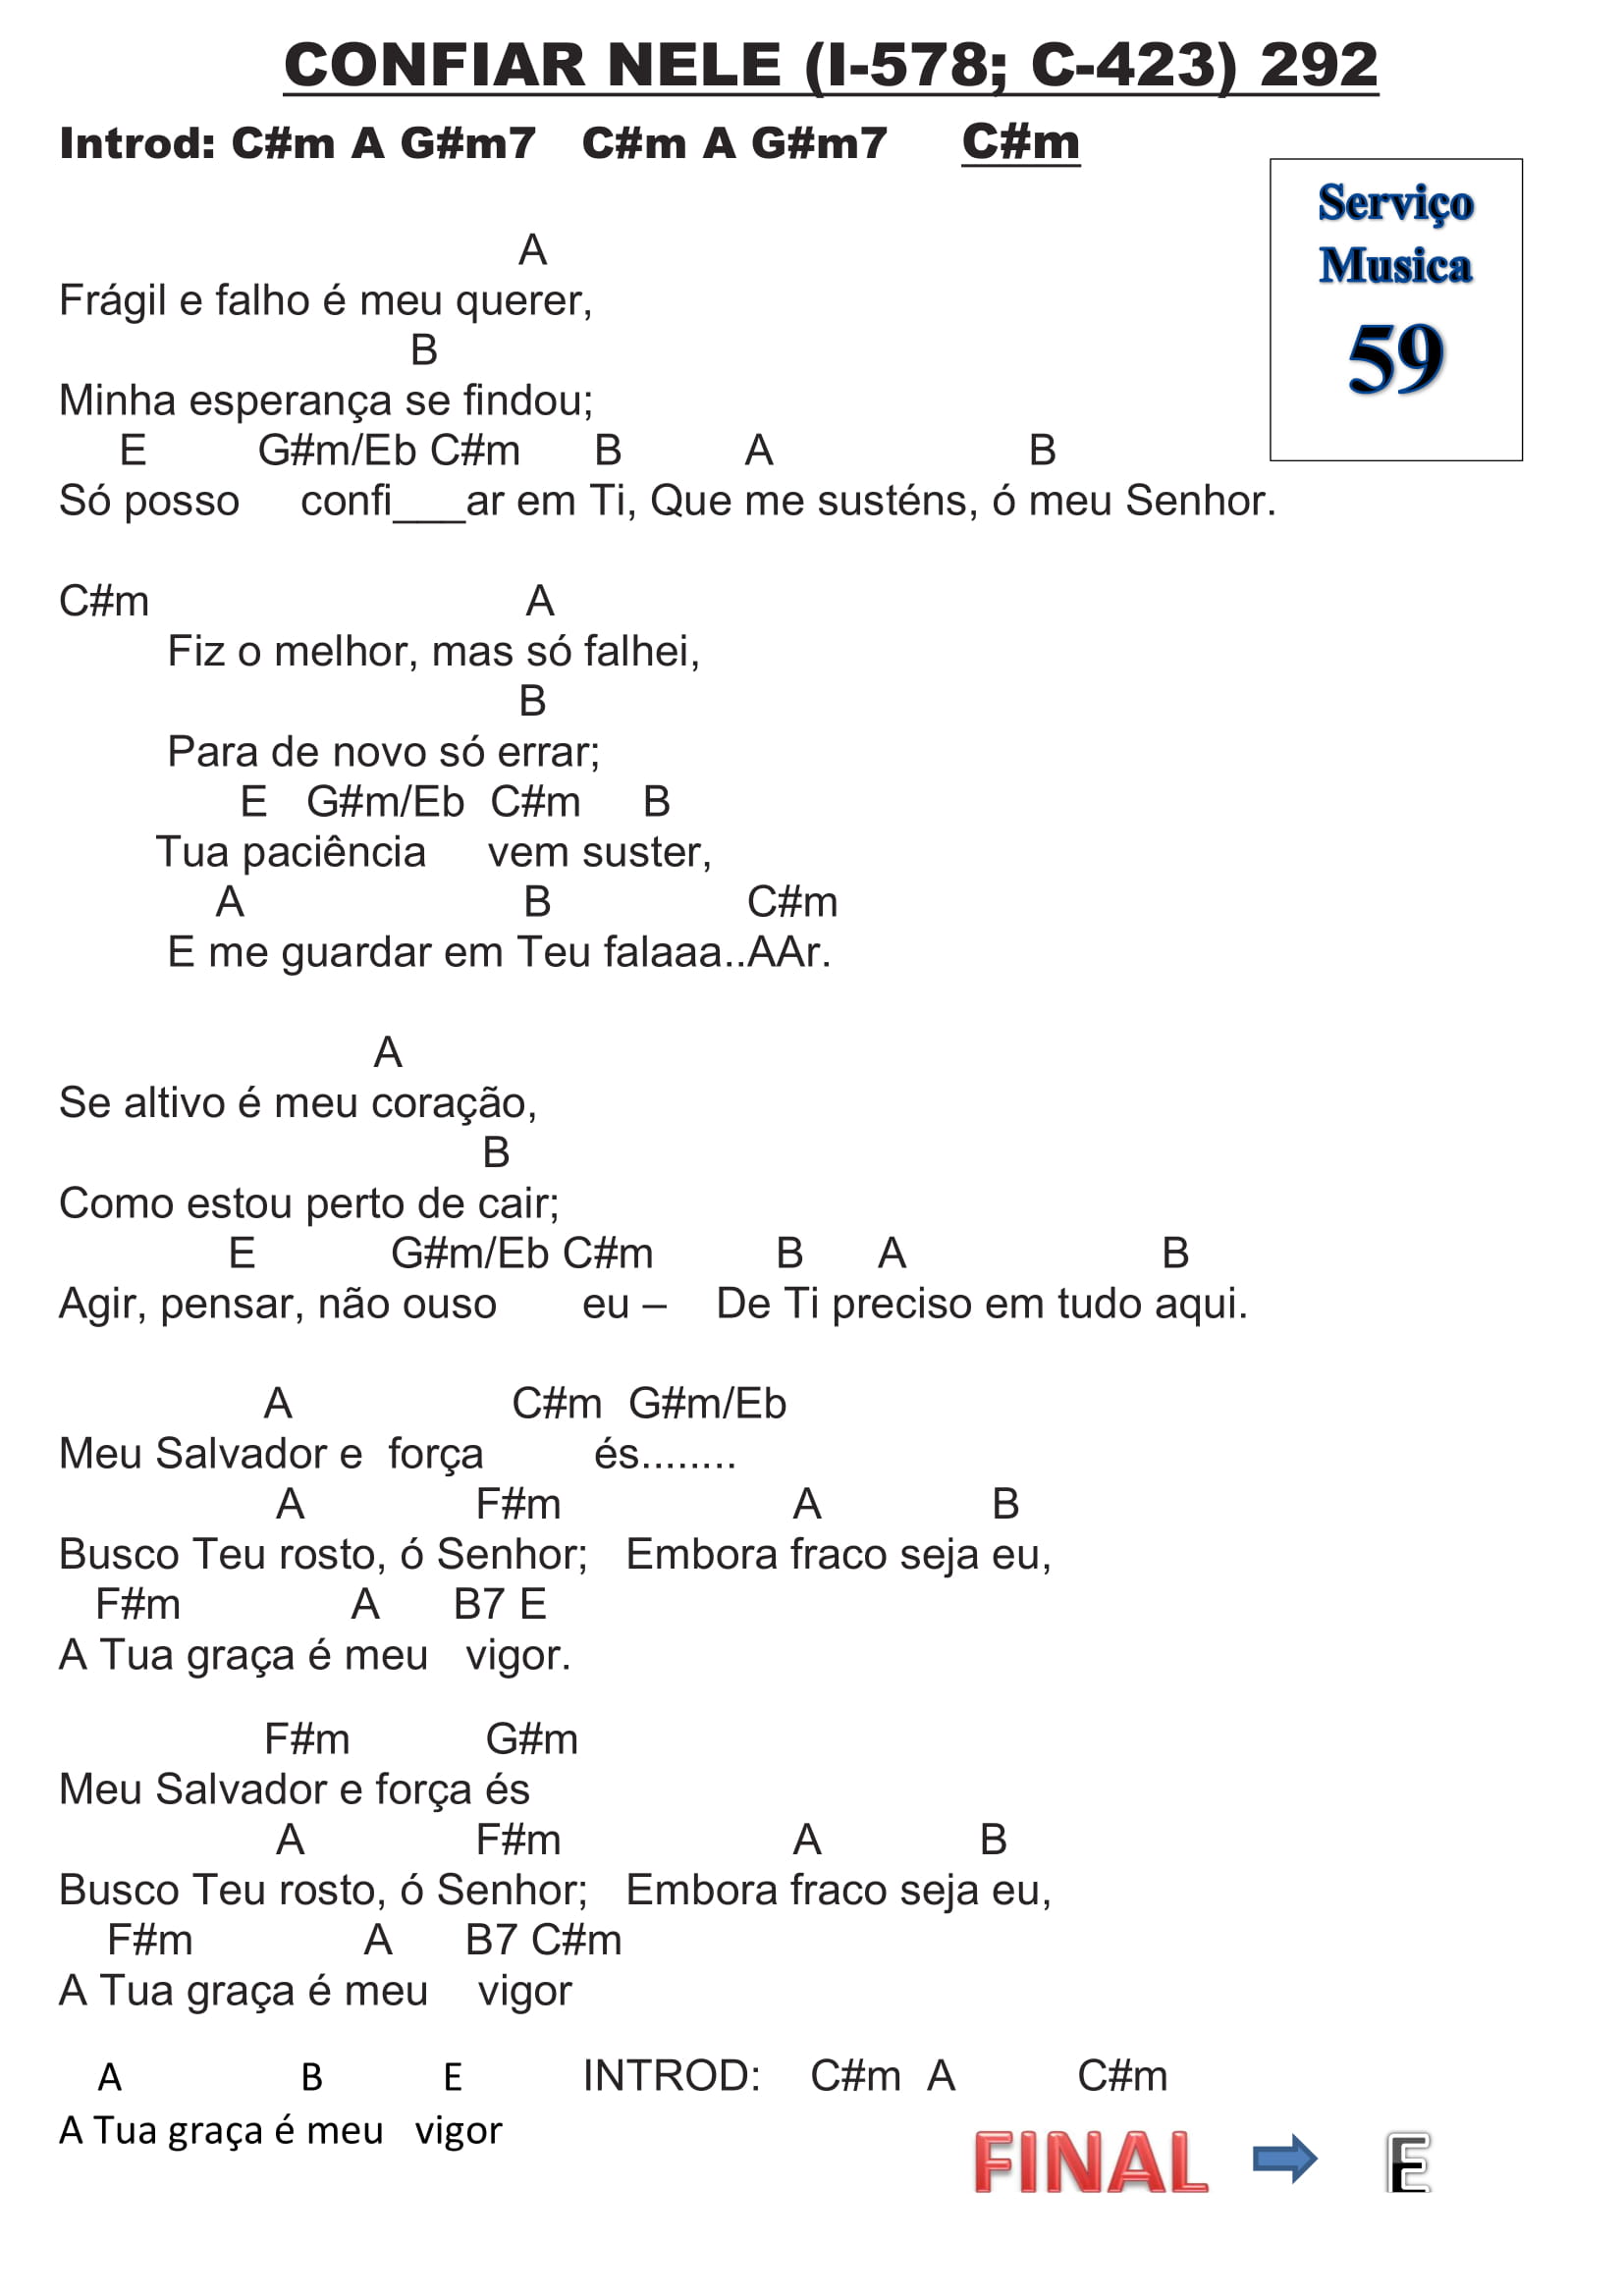 CONFIAR NELE (I-578; C-423) 292
Introd: C#m A G#m7   C#m A G#m7     C#m
Serviço
Musica
59
A
Frágil e falho é meu querer,
B
Minha esperança se findou;
E         G#m/Eb C#m      B          A                     B
Só posso     confi___ar em Ti, Que me susténs, ó meu Senhor.
C#m                               A
Fiz o melhor, mas só falhei,
B
Para de novo só errar;
E   G#m/Eb  C#m     B
Tua paciência     vem suster,
A                       B                C#m
E me guardar em Teu falaaa..AAr.
A
Se altivo é meu coração,
B
Como estou perto de cair;
E           G#m/Eb C#m          B      A                     B
Agir, pensar, não ouso       eu –    De Ti preciso em tudo aqui.
A                  C#m  G#m/Eb
Meu Salvador e  força         és........
A              F#m                   A              B
Busco Teu rosto, ó Senhor;   Embora fraco seja eu,
F#m              A      B7 E
A Tua graça é meu   vigor.
F#m           G#m
Meu Salvador e força és
A              F#m                   A             B
Busco Teu rosto, ó Senhor;   Embora fraco seja eu,
F#m              A      B7 C#m
A Tua graça é meu    vigor
A                  B            E          INTROD:    C#m  A          C#m
A Tua graça é meu   vigor
FINAL E